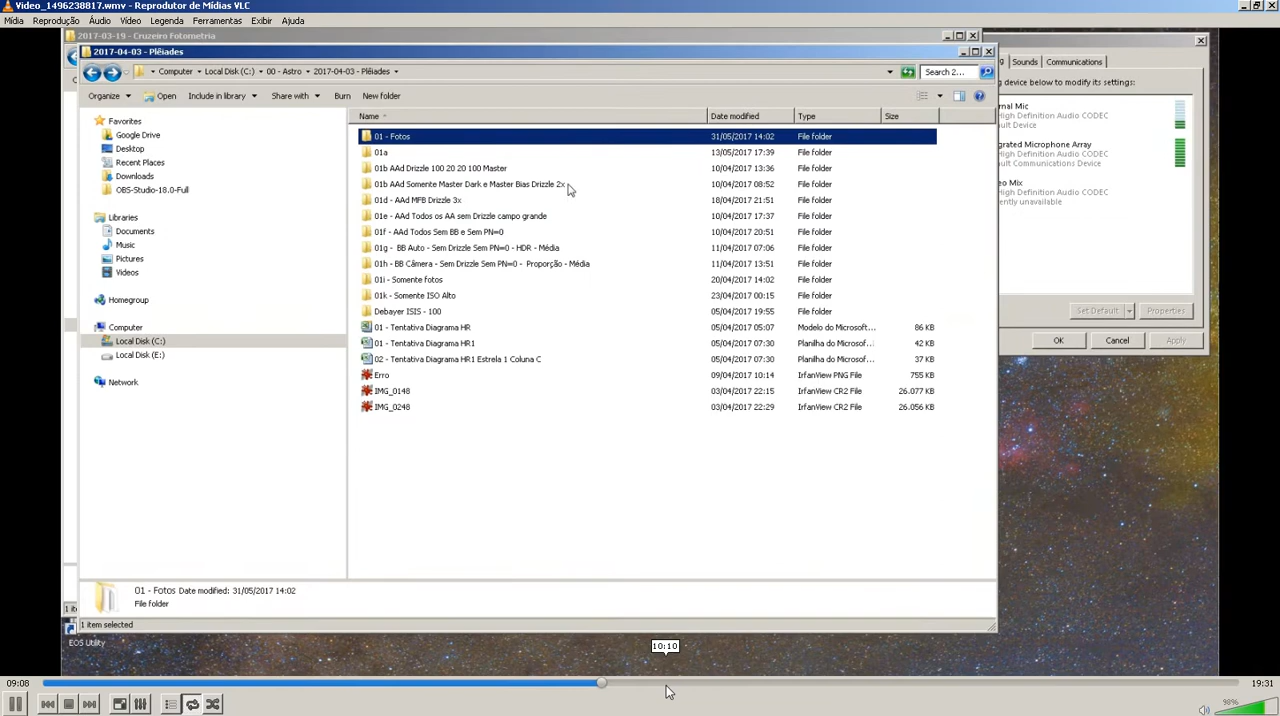 Video_1496238817.wmv - Reprodutor de Mídias VLC
Mídia Reprodução Áudio Vídeo Legenda Ferramentas Exibir Ajuda
2017-03-19 - Cruzeiro Fotometria
2017-04-03 - Plêiades
Computer Local Disk (C:) 00 - Astro 2017-04-03 - Plêiades Search 2...
Organize Open Include in library Share with Burn New folder
Name Date modified Type Size
Favorites
Google Drive
Desktop
Recent Places
Downloads
OBS-Studio-18.0-Full
Libraries
Documents
Music
Pictures
Videos
Homegroup
Computer
Local Disk (C:)
Local Disk (E:)
Network
01 - Fotos 31/05/2017 14:02 File folder
01a 13/05/2017 17:39 File folder
01b AAd Drizzle 100 20 20 100 Master 10/04/2017 13:36 File folder
01b AAd Somente Master Dark e Master Bias Drizzle 2x 10/04/2017 08:52 File folder
01d - AAd MFB Drizzle 3x 18/04/2017 21:51 File folder
01e - AAd Todos os AA sem Drizzle campo grande 10/04/2017 17:37 File folder
01f - AAd Todos Sem BB e Sem PN=0 10/04/2017 20:51 File folder
01g - BB Auto - Sem Drizzle Sem PN=0 - HDR - Média 11/04/2017 07:06 File folder
01h - BB Câmera - Sem Drizzle Sem PN=0 - Proporção - Média 11/04/2017 13:51 File folder
01i - Somente fotos 20/04/2017 14:02 File folder
01k - Somente ISO Alto 23/04/2017 00:15 File folder
Debayer ISIS - 100 05/04/2017 19:55 File folder
01 - Tentativa Diagrama HR 05/04/2017 05:07 Modelo do Microsoft... 86 KB
01 - Tentativa Diagrama HR1 05/04/2017 07:30 Planilha do Microsof... 42 KB
02 - Tentativa Diagrama HR1 Estrela 1 Coluna C 05/04/2017 07:30 Planilha do Microsof... 37 KB
Erro 09/04/2017 10:14 IrfanView PNG File 755 KB
IMG_0148 03/04/2017 22:15 IrfanView CR2 File 26.077 KB
IMG_0248 03/04/2017 22:29 IrfanView CR2 File 26.056 KB
01 - Fotos Date modified: 31/05/2017 14:02
File folder
1 item selected
Sounds Communications
device below to modify its settings:
rnal Mic
High Definition Audio CODEC
Default Device
egrated Microphone Array
High Definition Audio CODEC
Default Communications Device
eo Mix
High Definition Audio CODEC
ently unavailable
Set Default Properties
OK Cancel Apply
EOS Utility
10:10
09:08 19:31
98%